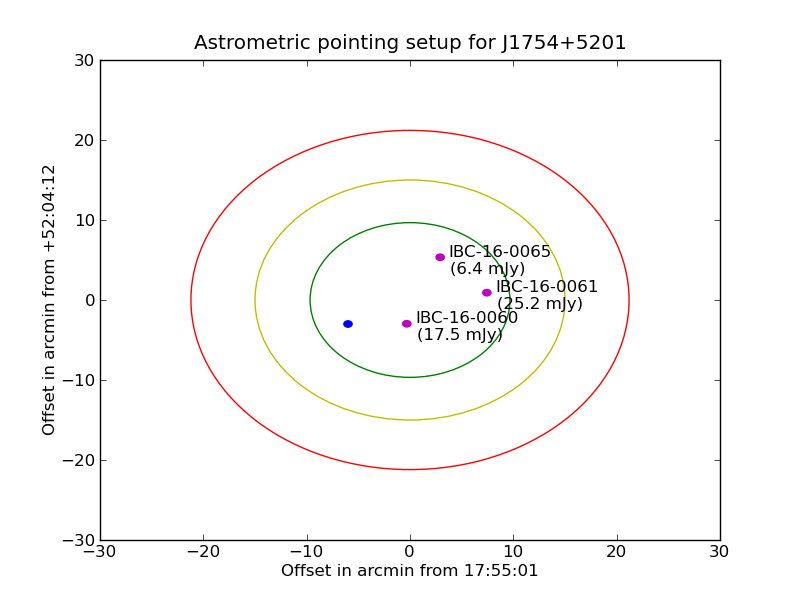 Astrometric pointing setup for J1754+5201
Offset in arcmin from +52:04:12
30
20
10
0
−10
−20
−30
IBC-16-0065
(6.4 mJy)
IBC-16-0061
(25.2 mJy)
IBC-16-0060
(17.5 mJy)
−30
−20
−10
0
10
20
30
Offset in arcmin from 17:55:01